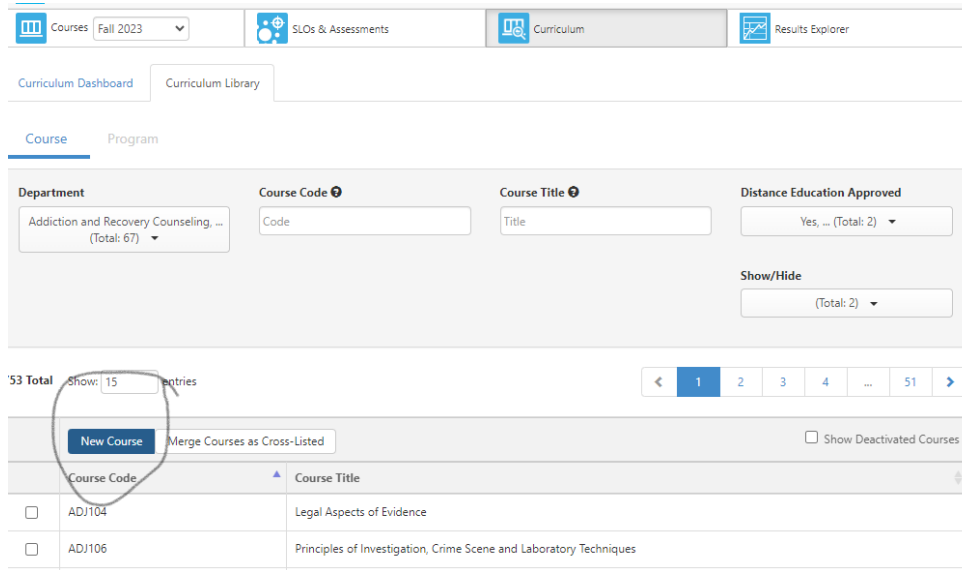 Courses Fall 2023 SLOs & Assessments Curriculum Results Explorer
Curriculum Dashboard Curriculum Library
Course Program
Department Course Code Course Title Distance Education Approved
Addiction and Recovery Counseling, ... Code Title Yes, ... (Total: 2)
(Total: 67)
Show/Hide
(Total: 2)
'53 Total Show: 15 entries 1 2 3 4 ... 51
New Course Merge Courses as Cross-Listed Show Deactivated Courses
Course Code Course Title
ADJ104 Legal Aspects of Evidence
ADJ106 Principles of Investigation, Crime Scene and Laboratory Techniques